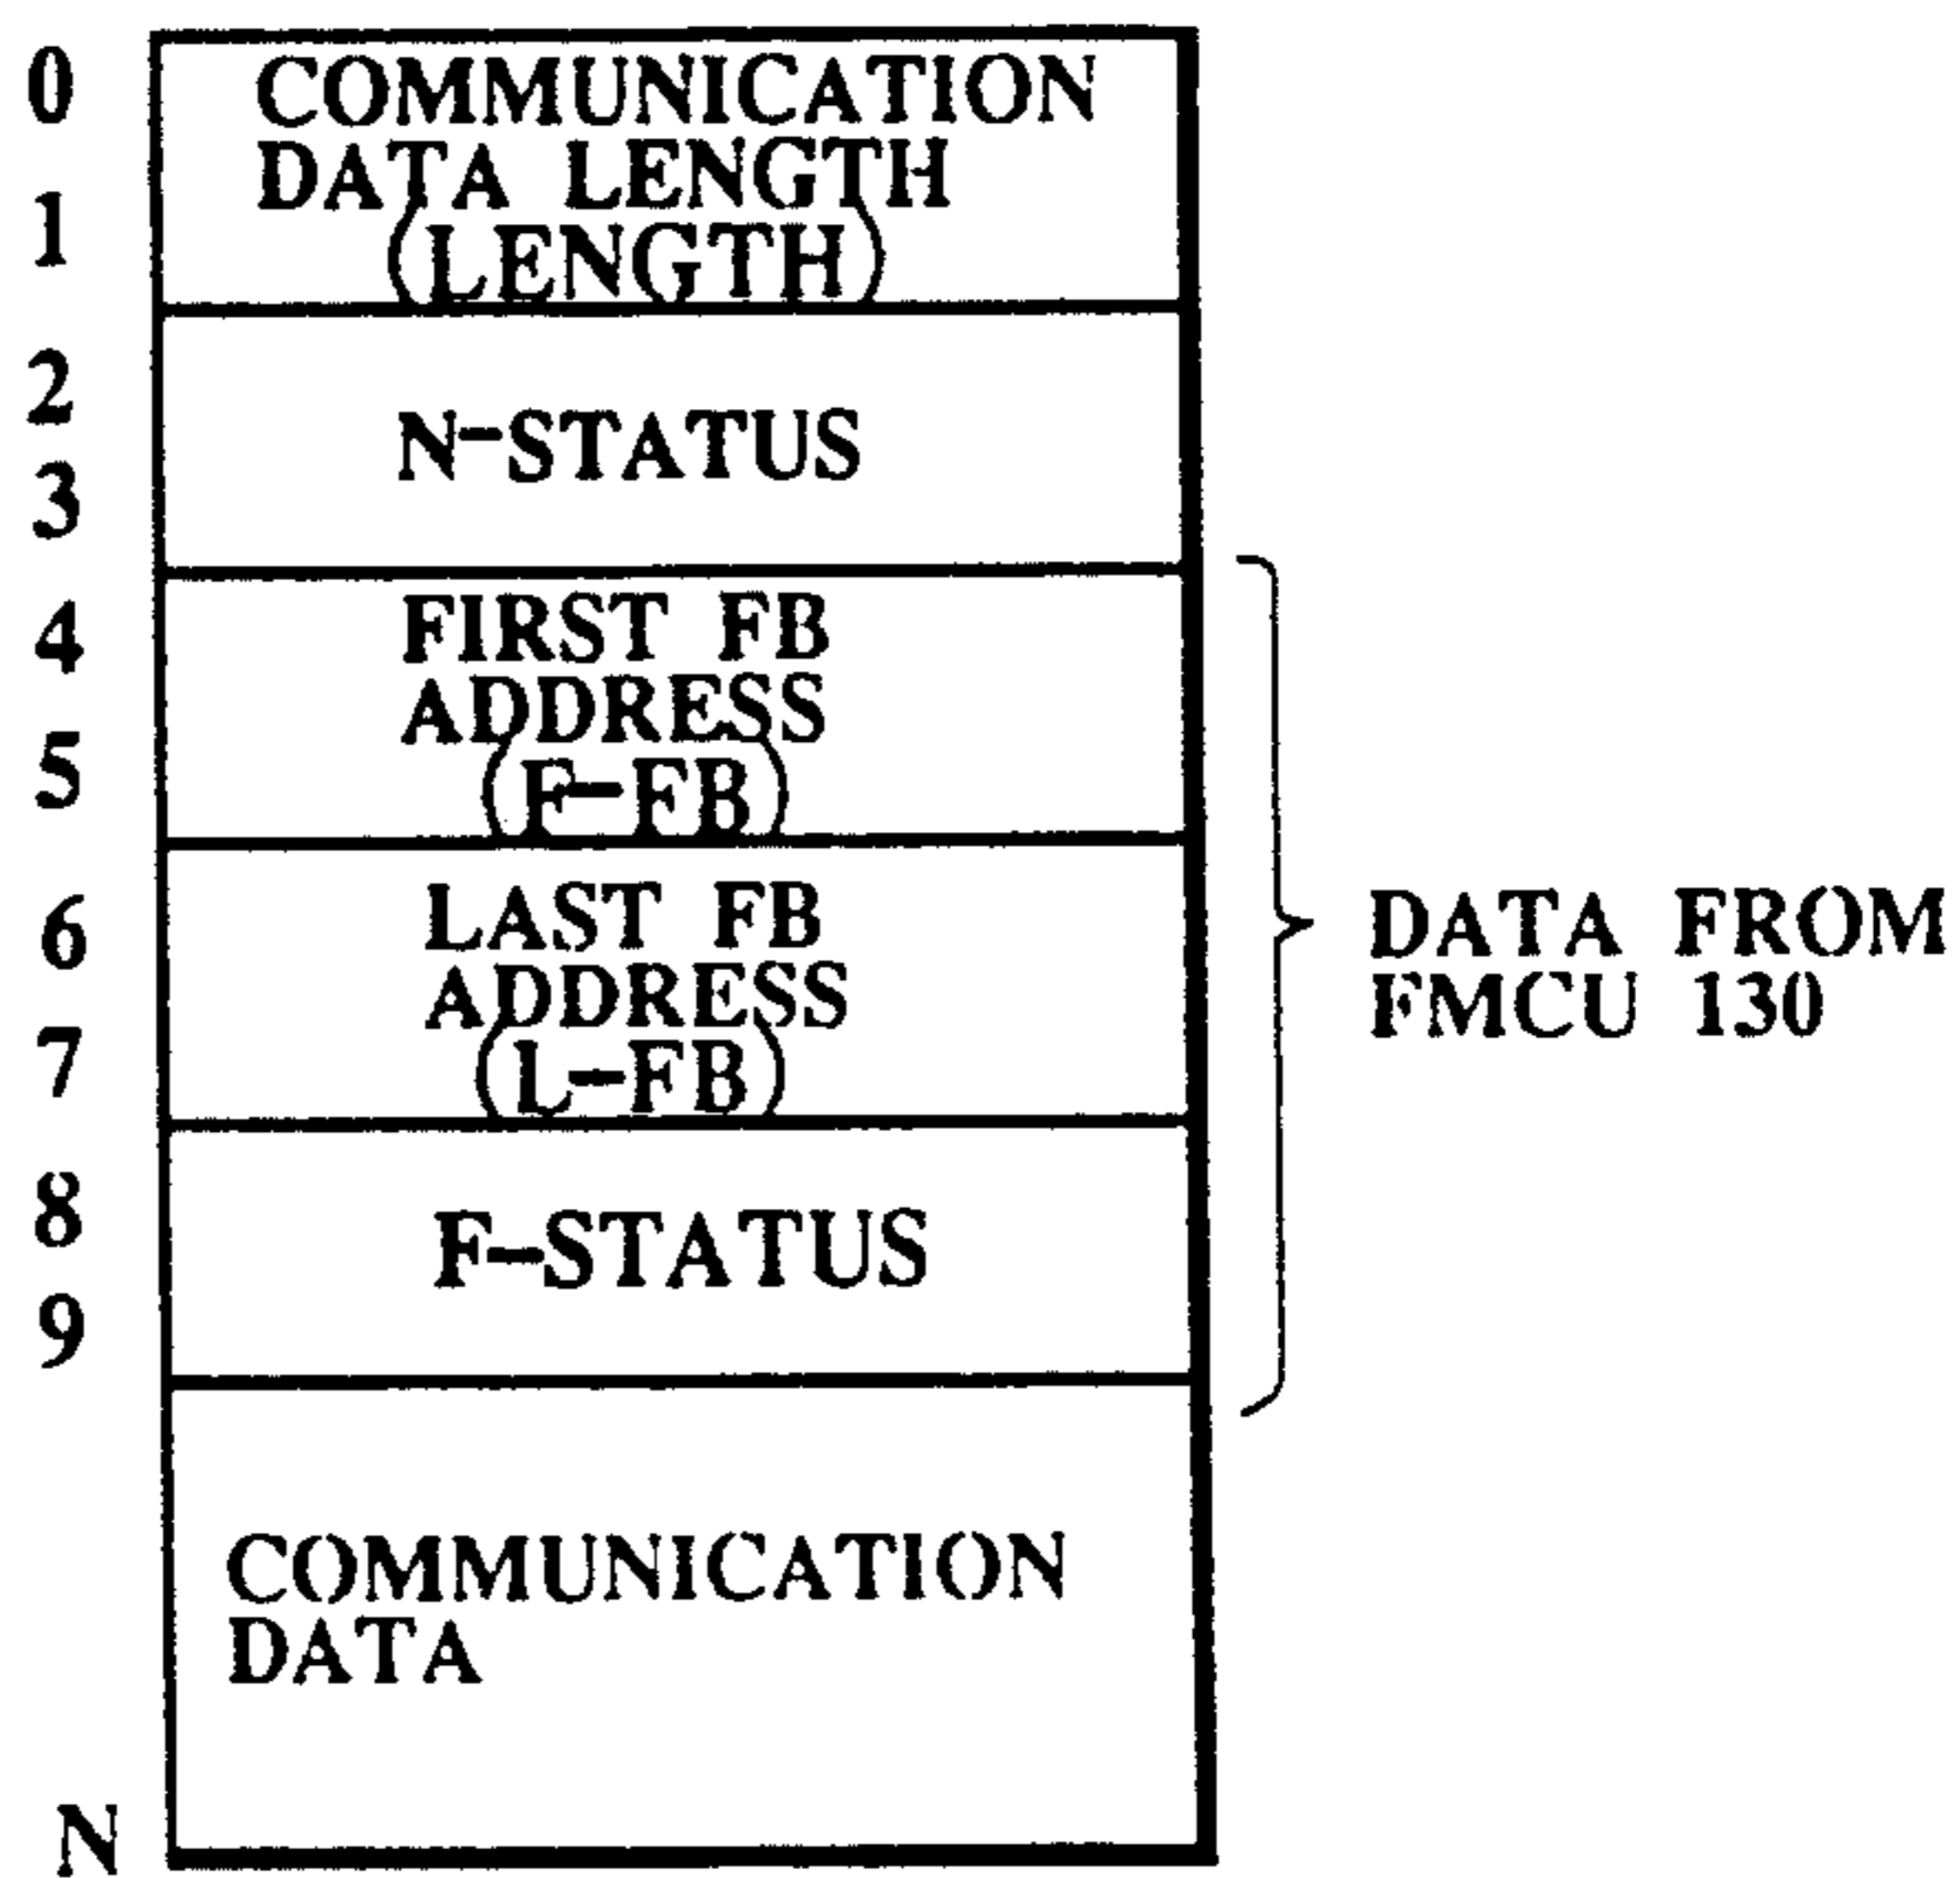 0
COMMUNICATION
DATA LENGTH
1
(LENGTH)
2
N-STATUS
3
4
FIRST FB
ADDRESS
5
(F-FB)
6
LAST FB
ADDRESS
7
(L-FB)
DATA FROM
FMCU 130
8
F-STATUS
9
COMMUNICATION
DATA
N